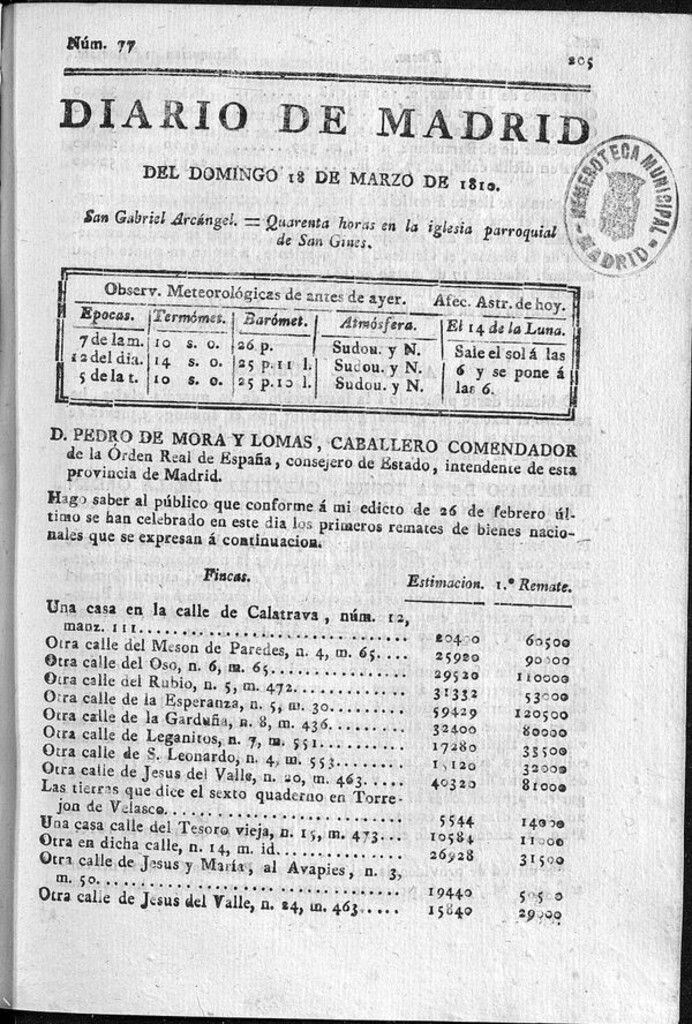 Núm. 77
205
DIARIO DE MADRID
DEL DOMINGO 18 DE MARZO DE 1810.
HEMEROTECA MUNICIPAL
MADRID
San Gabriel Arcángel. = Quarenta horas en la iglesia parroquial
de San Gines.
Observ. Meteorológicas de antes de ayer. Afec. Astr. de hoy.
Epocas. Termómet. Barómet. Atmósfera. El 14 de la Luna.
7 de la m. 10 s. o. 26 p. Sudou. y N. Sale el sol á las
12 del dia. 14 s. o. 25 p. 11 l. Sudou. y N. 6 y se pone á
5 de la t. 10 s. o. 25 p. 10 l. Sudou. y N. las 6.
D. PEDRO DE MORA Y LOMAS, CABALLERO COMENDADOR
de la Órden Real de España, consejero de Estado, intendente de esta
provincia de Madrid.
Hago saber al público que conforme á mi edicto de 26 de febrero úl-
timo se han celebrado en este dia los primeros remates de bienes nacio-
nales que se expresan á continuacion.
Fincas. Estimacion. 1.º Remate.
Una casa en la calle de Calatrava, núm. 12,
manz. 111........................ 20400 60500
Otra calle del Meson de Paredes, n. 4, m. 65.... 25920 90000
Otra calle del Oso, n. 6, m. 65............ 29520 110000
Otra calle del Rubio, n. 5, m. 472.......... 31332 53000
Otra calle de la Esperanza, n. 5, m. 30....... 59429 120500
Otra calle de la Garduña, n. 8, m. 436....... 32400 80000
Otra calle de Leganitos, n. 7, m. 551......... 17280 33500
Otra calle de S. Leonardo, n. 4, m. 553....... 15120 32000
Otra calle de Jesus del Valle, n. 20, m. 463..... 40320 81000
Las tierras que dice el sexto quaderno en Torre-
jon de Velasco...................... 5544 14000
Una casa calle del Tesoro vieja, n. 15, m. 473... 10584 11000
Otra en dicha calle, n. 14, m. id............ 26928 31500
Otra calle de Jesus y María, al Avapies, n. 3,
m. 50............................ 19440 50500
Otra calle de Jesus del Valle, n. 24, m. 463..... 15840 29000